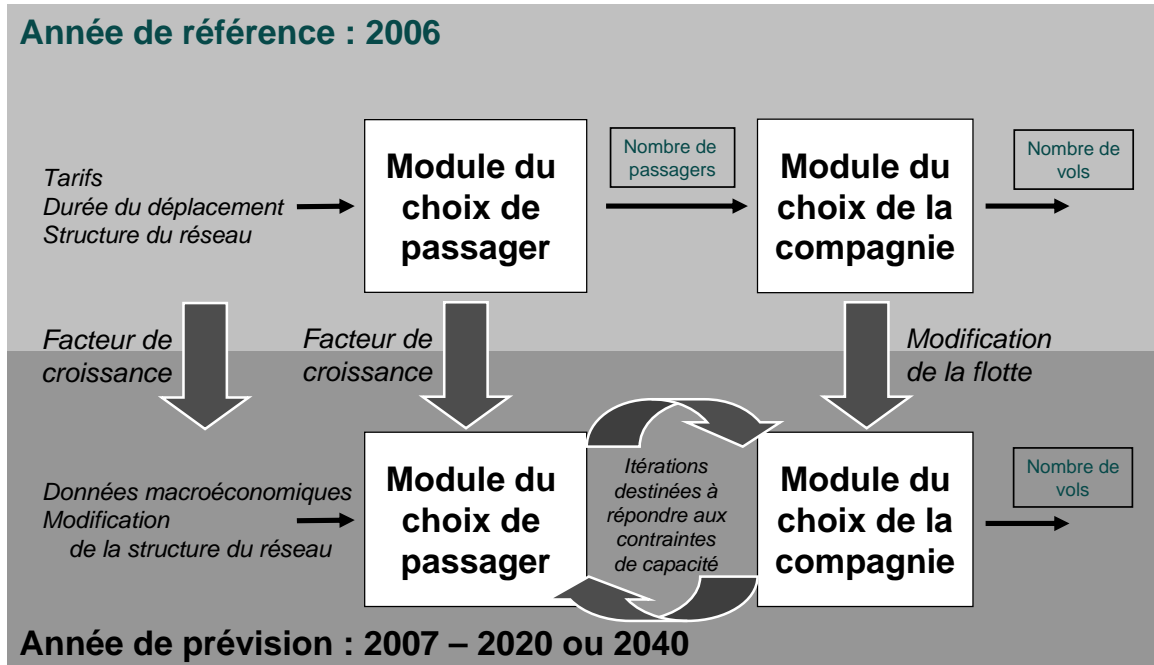 Année de référence : 2006
Tarifs
Durée du déplacement
Structure du réseau
Module du
choix de
passager
Nombre de
passagers
Module du
choix de la
compagnie
Nombre de
vols
Facteur de
croissance
Facteur de
croissance
Modification
de la flotte
Données macroéconomiques
Modification
de la structure du réseau
Module du
choix de
passager
Itérations
destinées à
répondre aux
contraintes
de capacité
Module du
choix de la
compagnie
Nombre de
vols
Année de prévision : 2007 – 2020 ou 2040